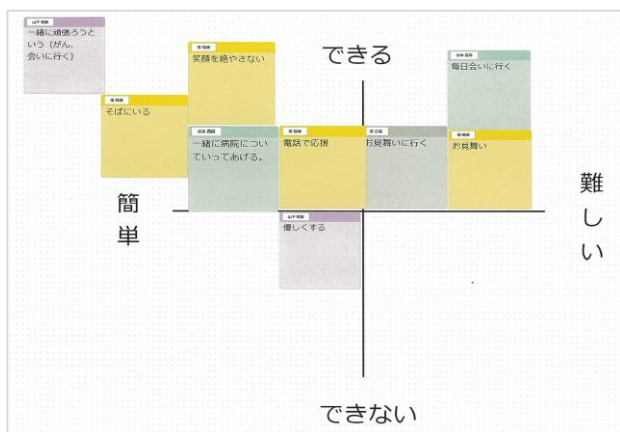 一緒に頑張ろうと
いう（がん、
会いに行く）
笑顔を絶やさない
できる
毎日会いに行く
そばにいる
一緒に病院につい
ていってあげる。
電話で応援
お見舞いに行く
お見舞い
簡単
難しい
優しくする
できない